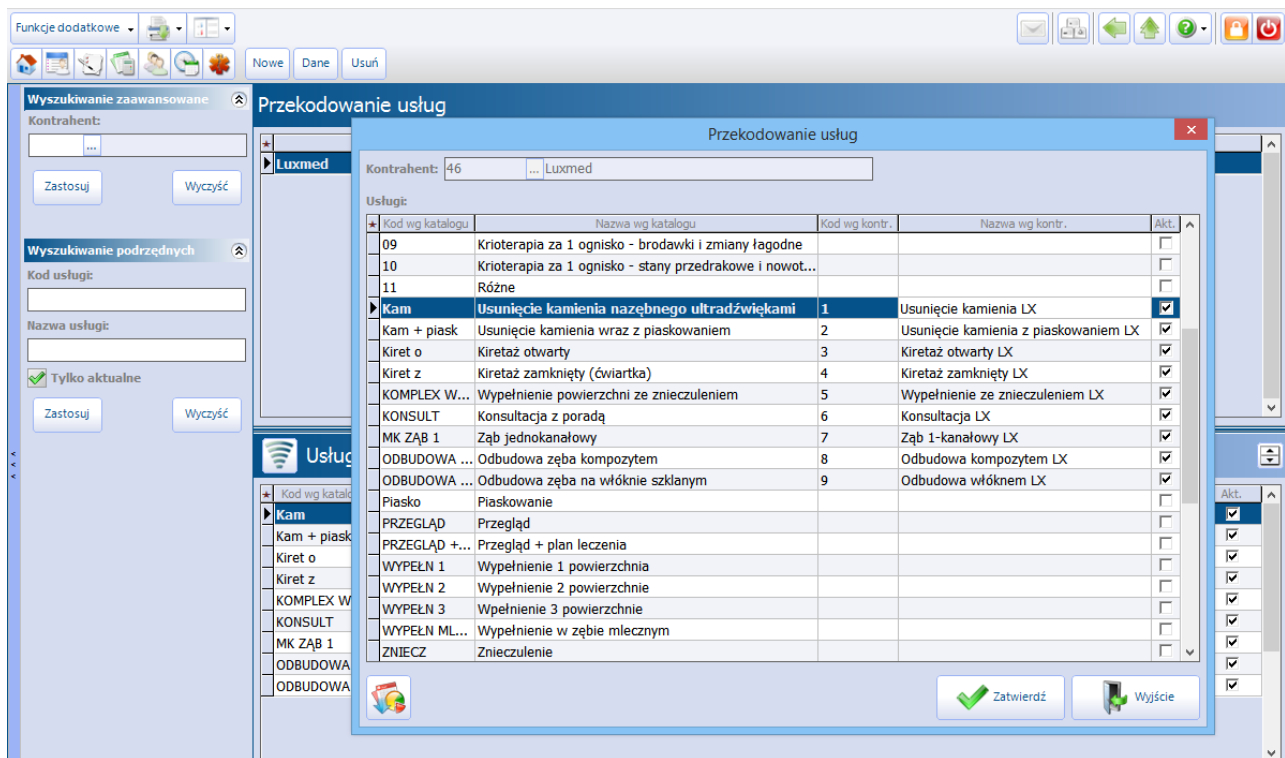 Funkcje dodatkowe
Nowe Dane Usuń
Wyszukiwanie zaawansowane
Kontrahent:
...
Zastosuj Wyczyść
Wyszukiwanie podrzędnych
Kod usługi:
Nazwa usługi:
Tylko aktualne
Zastosuj Wyczyść
Przekodowanie usług
Luxmed
Przekodowanie usług
Kontrahent: 46 ... Luxmed
Usługi:
Kod wg katalogu Nazwa wg katalogu Kod wg kontr. Nazwa wg kontr. Akt.
09 Krioterapia za 1 ognisko - brodawki i zmiany łagodne
10 Krioterapia za 1 ognisko - stany przedrakowe i nowot...
11 Różne
Kam Usunięcie kamienia nazębnego ultradźwiękami 1 Usunięcie kamienia LX
Kam + piask Usunięcie kamienia wraz z piaskowaniem 2 Usunięcie kamienia z piaskowaniem LX
Kiret o Kiretaż otwarty 3 Kiretaż otwarty LX
Kiret z Kiretaż zamknięty (ćwiartka) 4 Kiretaż zamknięty LX
KOMPLEX W... Wypełnienie powierzchni ze znieczuleniem 5 Wypełnienie ze znieczuleniem LX
KONSULT Konsultacja z poradą 6 Konsultacja LX
MK ZĄB 1 Ząb jednokanałowy 7 Ząb 1-kanałowy LX
ODBUDOWA ... Odbudowa zęba kompozytem 8 Odbudowa kompozytem LX
ODBUDOWA ... Odbudowa zęba na włóknie szklanym 9 Odbudowa włóknem LX
Piasko Piaskowanie
PRZEGLĄD Przegląd
PRZEGLĄD +... Przegląd + plan leczenia
WYPEŁN 1 Wypełnienie 1 powierzchnia
WYPEŁN 2 Wypełnienie 2 powierzchnie
WYPEŁN 3 Wpełnienie 3 powierzchnie
WYPEŁN ML... Wypełnienie w zębie mlecznym
ZNIECZ Znieczulenie
Zatwierdź Wyjście
Usług
Kod wg katalo Akt.
Kam
Kam + piask
Kiret o
Kiret z
KOMPLEX W
KONSULT
MK ZĄB 1
ODBUDOWA
ODBUDOWA